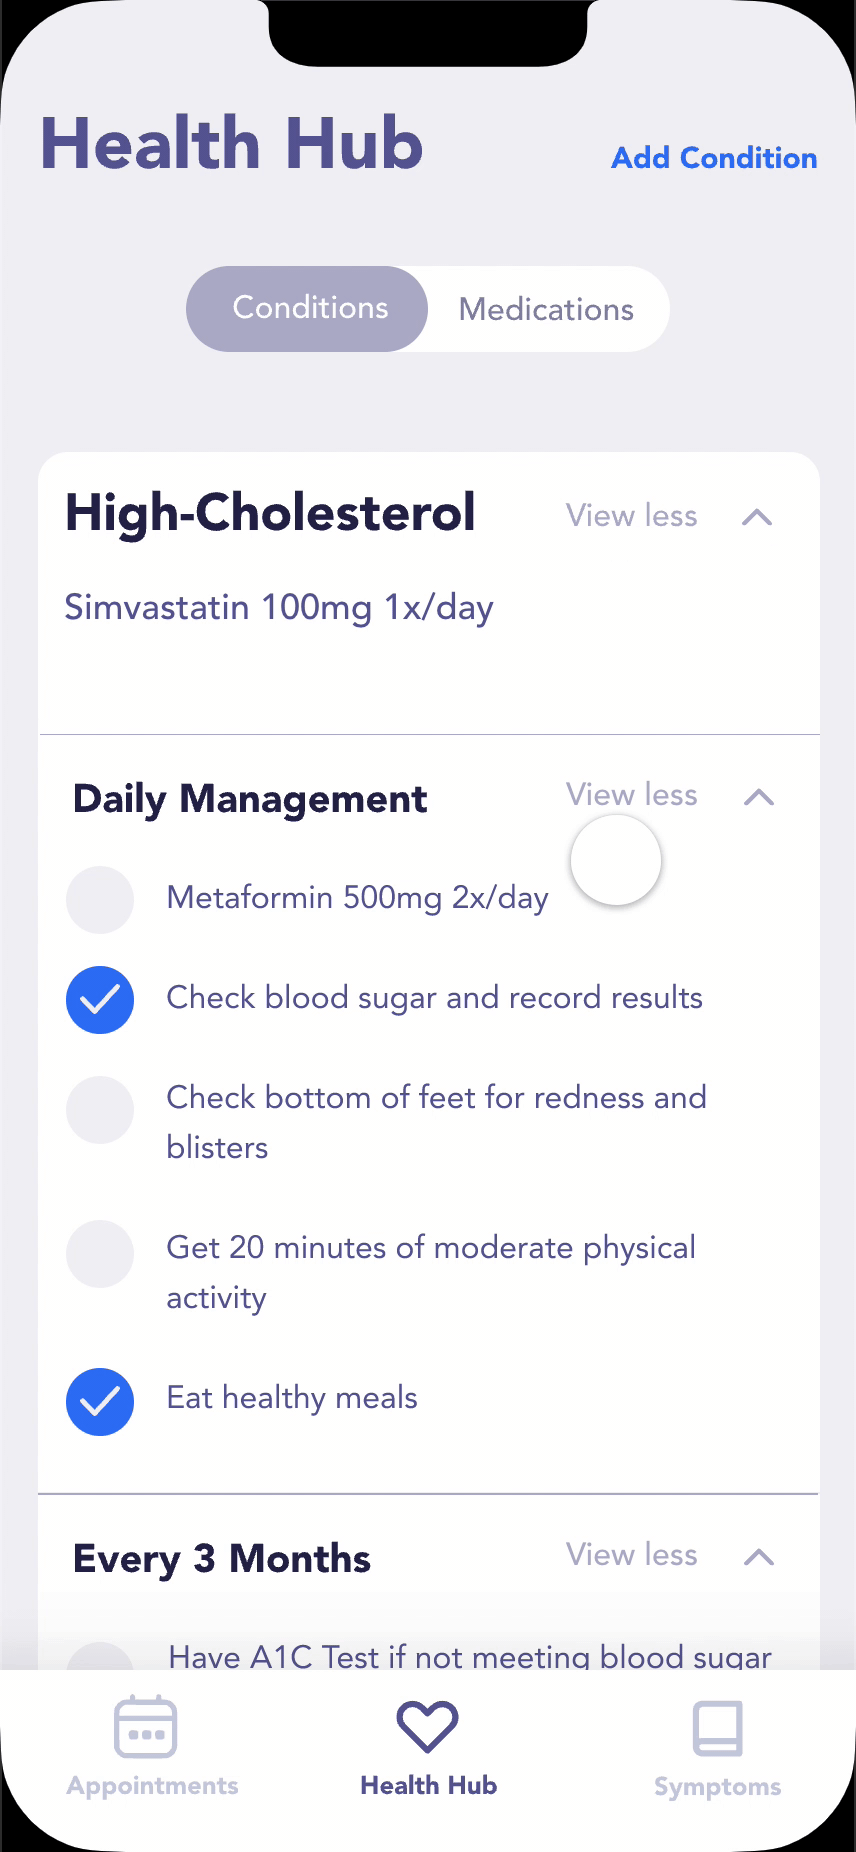 Health Hub
Add Condition
Conditions
Medications
High-Cholesterol
View less
Simvastatin 100mg 1x/day
Daily Management
View less
Metaformin 500mg 2x/day
Check blood sugar and record results
Check bottom of feet for redness and
blisters
Get 20 minutes of moderate physical
activity
Eat healthy meals
Every 3 Months
View less
Have A1C Test if not meeting blood sugar
Appointments
Health Hub
Symptoms